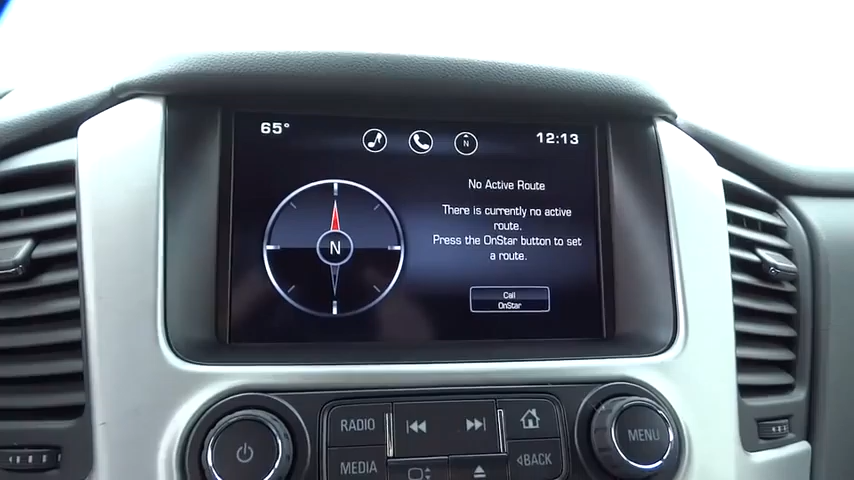 65°
N
12:13
No Active Route
There is currently no active
route.
Press the OnStar button to set
a route.
N
Call
OnStar
RADIO
MEDIA
BACK
MENU